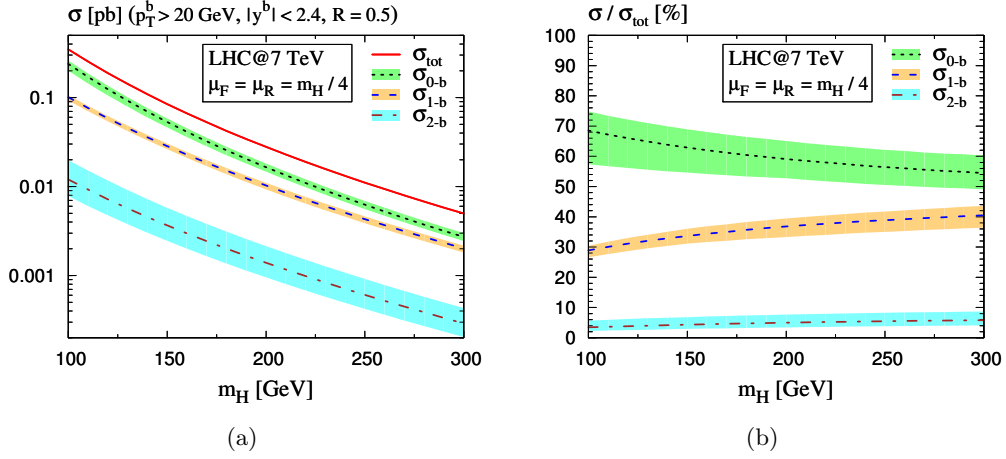 σ [pb] (p_T^b > 20 GeV, |y^b| < 2.4, R = 0.5)
LHC@7 TeV
μ_F = μ_R = m_H / 4
σ_tot
σ_0-b
σ_1-b
σ_2-b
0.1
0.01
0.001
100 150 200 250 300
m_H [GeV]
(a)
σ / σ_tot [%]
LHC@7 TeV
μ_F = μ_R = m_H / 4
σ_0-b
σ_1-b
σ_2-b
100
90
80
70
60
50
40
30
20
10
0
100 150 200 250 300
m_H [GeV]
(b)